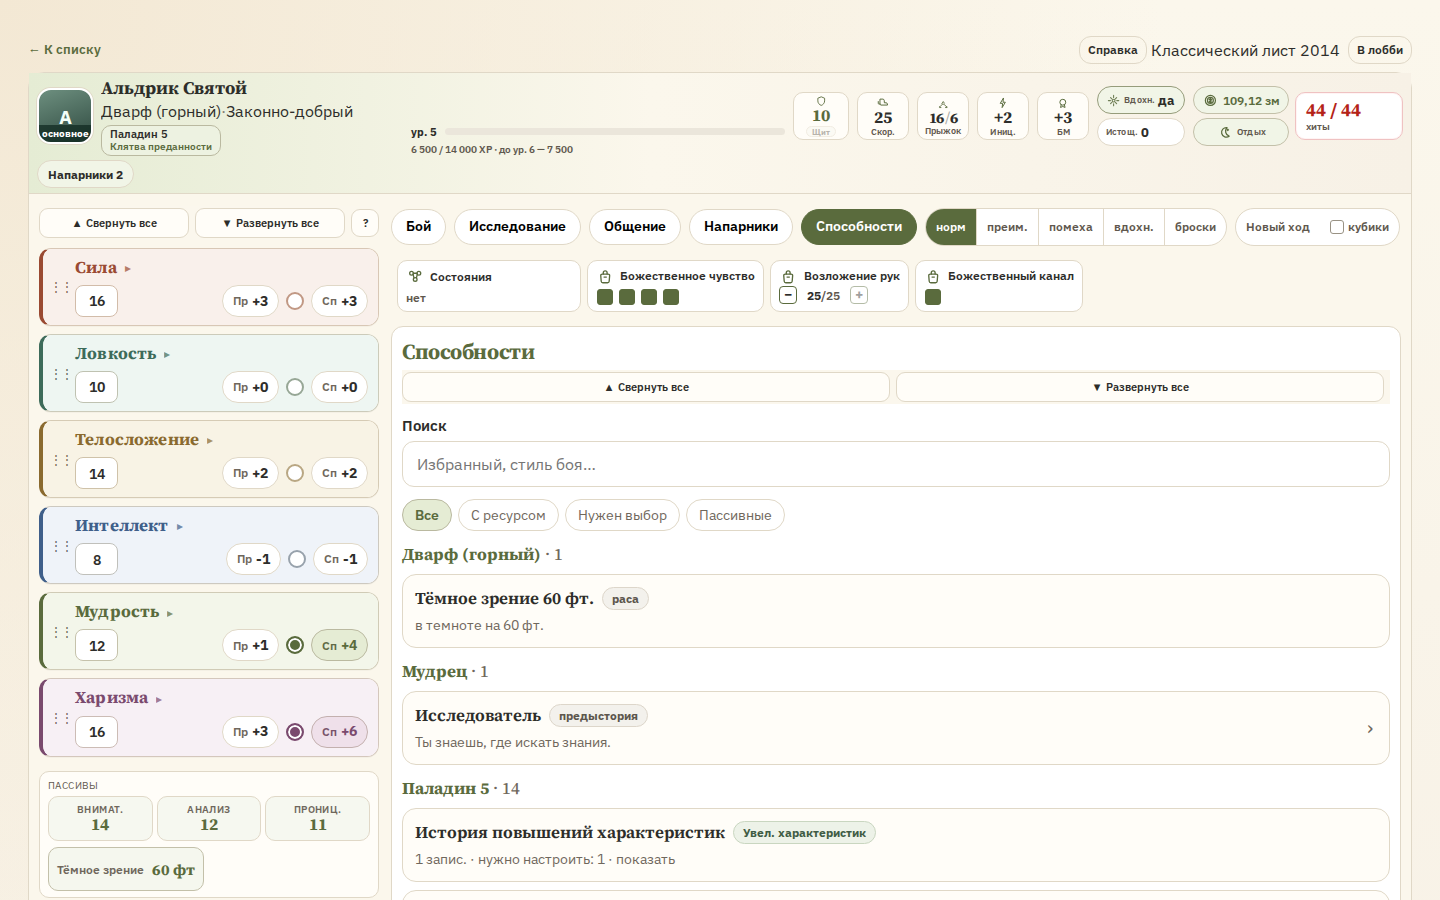 ← К списку
Справка
Классический лист 2014
В лобби
А
основное
Альдрик Святой
Дварф (горный)·Законно-добрый
Паладин 5
Клятва преданности
Напарники 2
ур. 5
6 500 / 14 000 XP · до ур. 6 — 7 500
10
Щит
25
Скор.
16/6
Прыжок
+2
Иниц.
+3
БМ
Вдохн. да
Истощ. 0
109,12 зм
Отдых
44 / 44
хиты
▲ Свернуть все
▼ Развернуть все
?
Бой
Исследование
Общение
Напарники
Способности
норм
преим.
помеха
вдохн.
броски
Новый ход
кубики
Сила ▸
16
Пр +3
Сп +3
Ловкость ▸
10
Пр +0
Сп +0
Телосложение ▸
14
Пр +2
Сп +2
Интеллект ▸
8
Пр -1
Сп -1
Мудрость ▸
12
Пр +1
Сп +4
Харизма ▸
16
Пр +3
Сп +6
ПАССИВЫ
ВНИМАТ.
14
АНАЛИЗ
12
ПРОНИЦ.
11
Тёмное зрение 60 фт
Состояния
нет
Божественное чувство
Возложение рук
− 25/25 +
Божественный канал
Способности
▲ Свернуть все
▼ Развернуть все
Поиск
Избранный, стиль боя…
Все
С ресурсом
Нужен выбор
Пассивные
Дварф (горный) · 1
Тёмное зрение 60 фт. раса
в темноте на 60 фт.
Мудрец · 1
Исследователь предыстория
Ты знаешь, где искать знания.
›
Паладин 5 · 14
История повышений характеристик Увел. характеристик
1 запис. · нужно настроить: 1 · показать